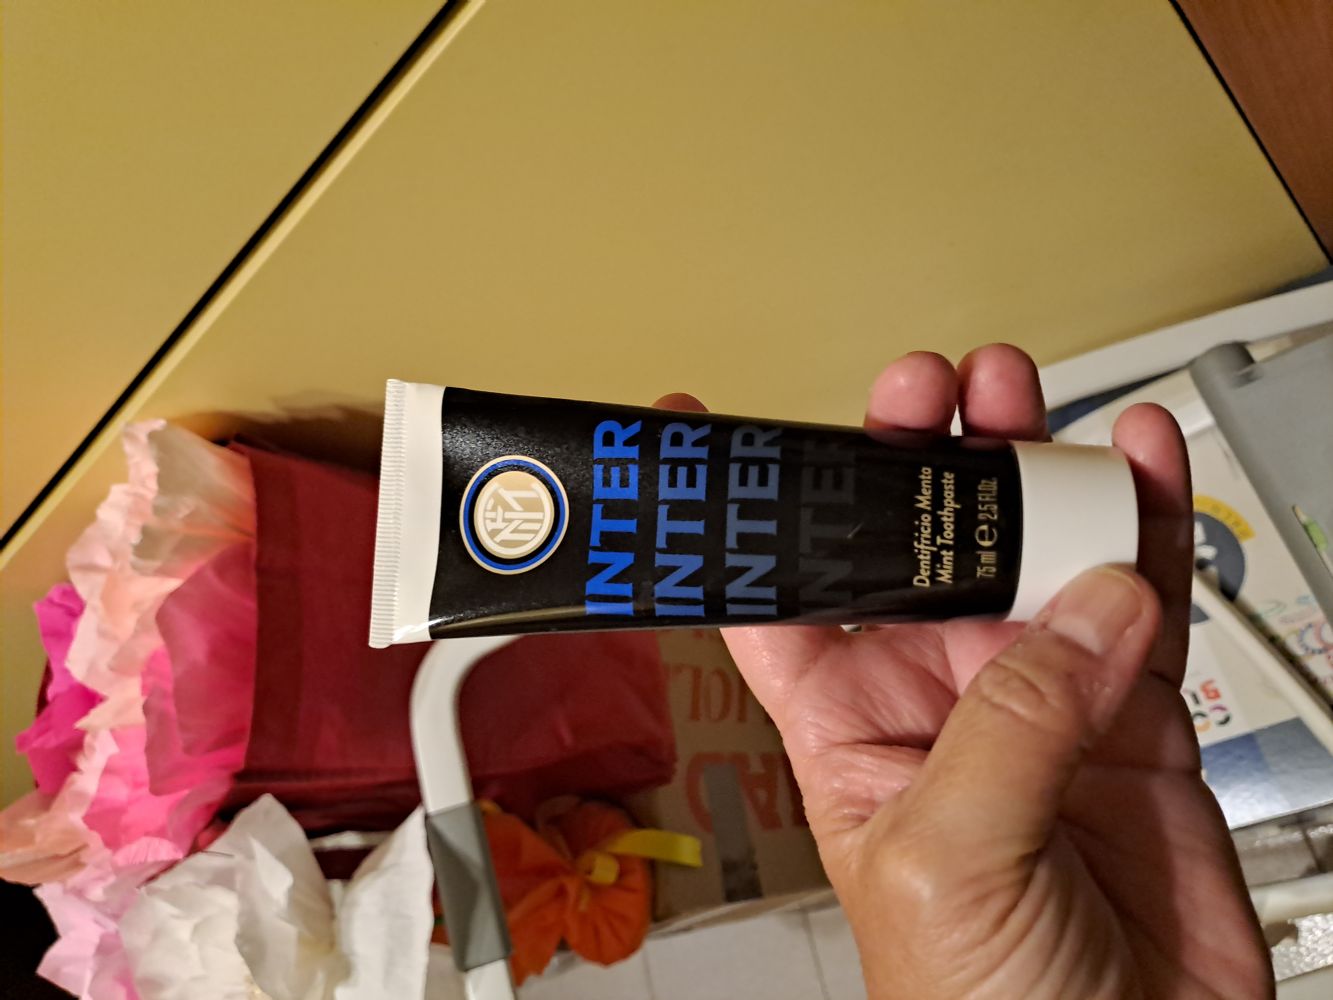 INTER
INTER
INTER
INTER
Dentifricio Menta
Mint Toothpaste
75 ml e 2.5 Fl.Oz.